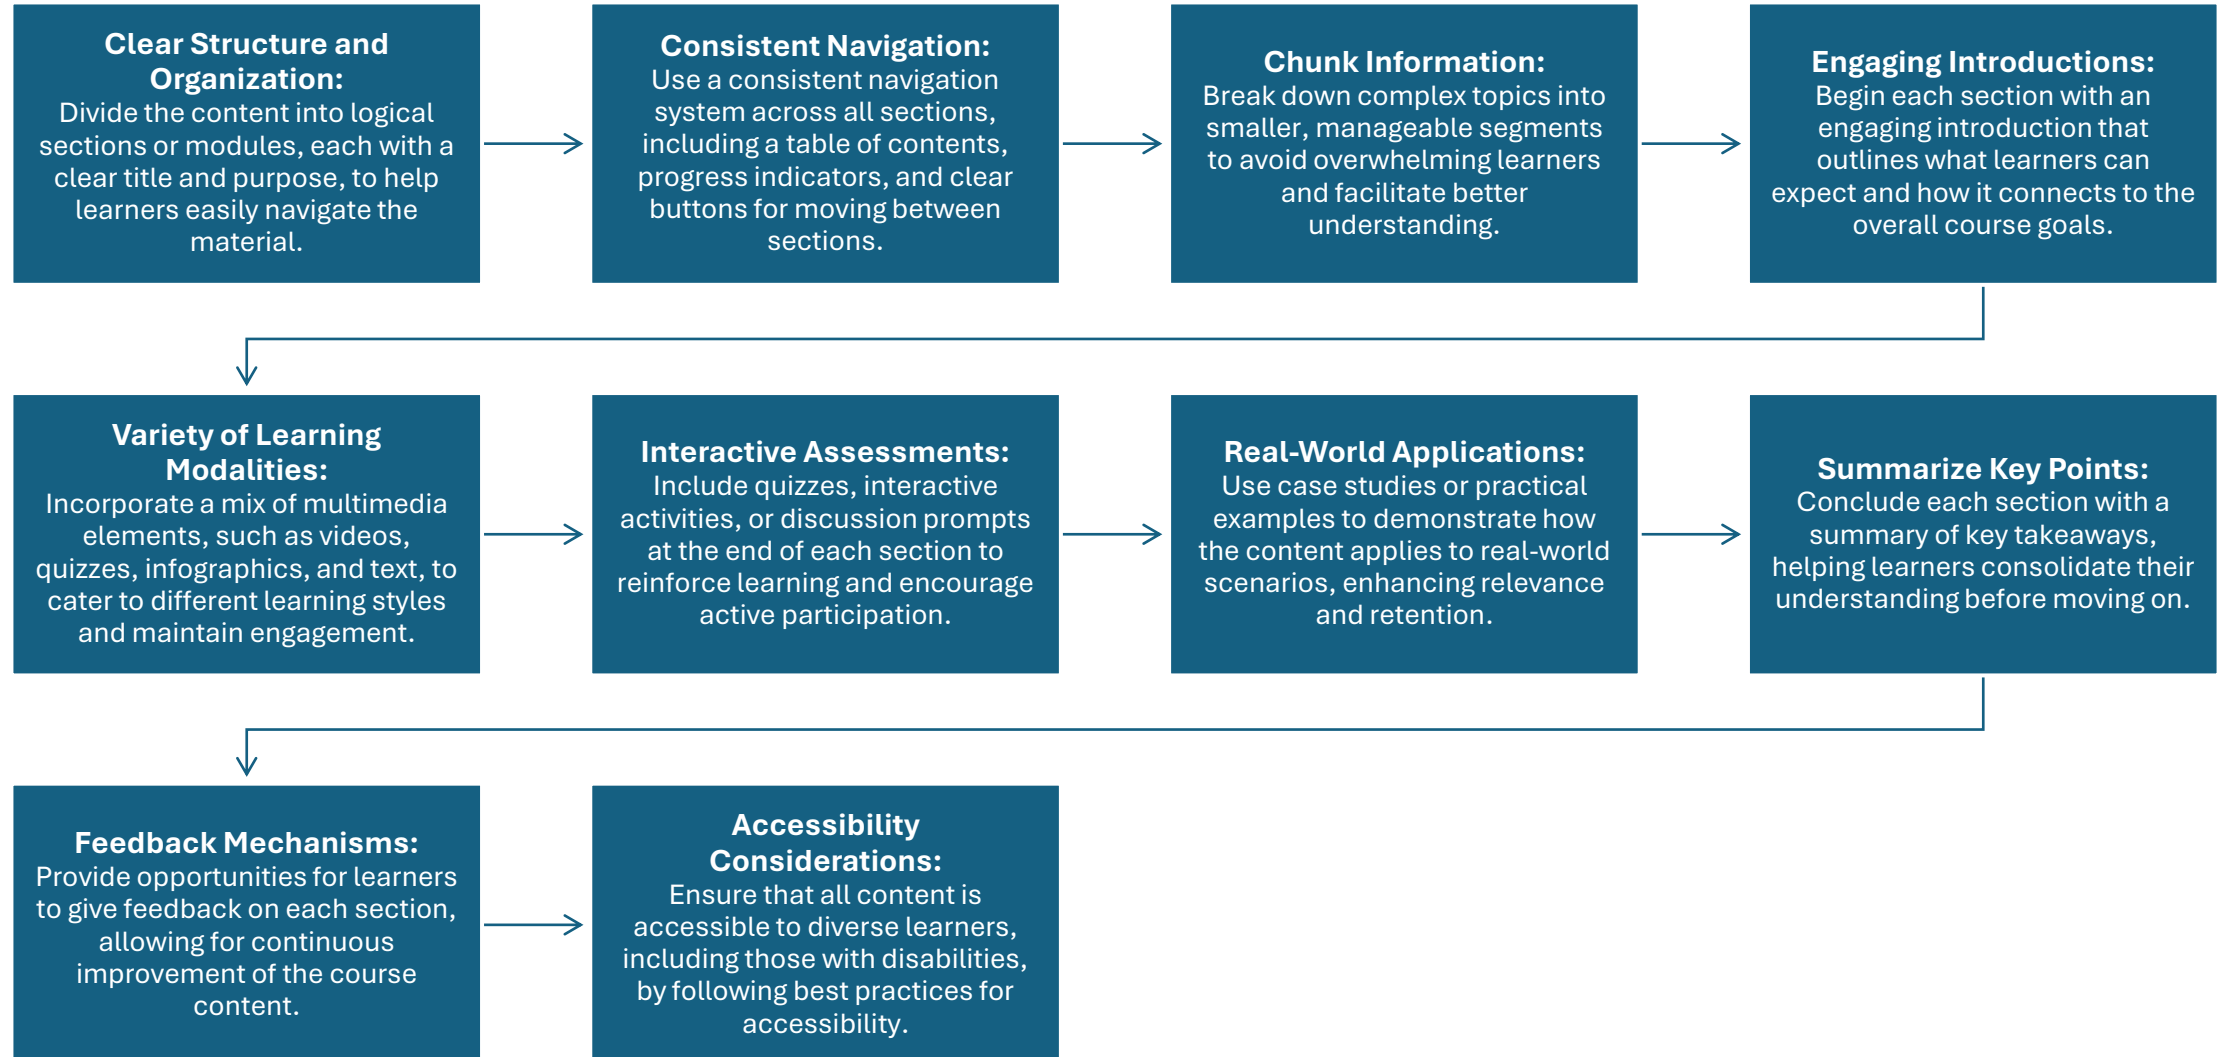 Clear Structure and
Organization:
Divide the content into logical
sections or modules, each with a
clear title and purpose, to help
learners easily navigate the
material.
Consistent Navigation:
Use a consistent navigation
system across all sections,
including a table of contents,
progress indicators, and clear
buttons for moving between
sections.
Chunk Information:
Break down complex topics into
smaller, manageable segments
to avoid overwhelming learners
and facilitate better
understanding.
Engaging Introductions:
Begin each section with an
engaging introduction that
outlines what learners can
expect and how it connects to the
overall course goals.
Variety of Learning
Modalities:
Incorporate a mix of multimedia
elements, such as videos,
quizzes, infographics, and text, to
cater to different learning styles
and maintain engagement.
Interactive Assessments:
Include quizzes, interactive
activities, or discussion prompts
at the end of each section to
reinforce learning and encourage
active participation.
Real-World Applications:
Use case studies or practical
examples to demonstrate how
the content applies to real-world
scenarios, enhancing relevance
and retention.
Summarize Key Points:
Conclude each section with a
summary of key takeaways,
helping learners consolidate their
understanding before moving on.
Feedback Mechanisms:
Provide opportunities for learners
to give feedback on each section,
allowing for continuous
improvement of the course
content.
Accessibility
Considerations:
Ensure that all content is
accessible to diverse learners,
including those with disabilities,
by following best practices for
accessibility.